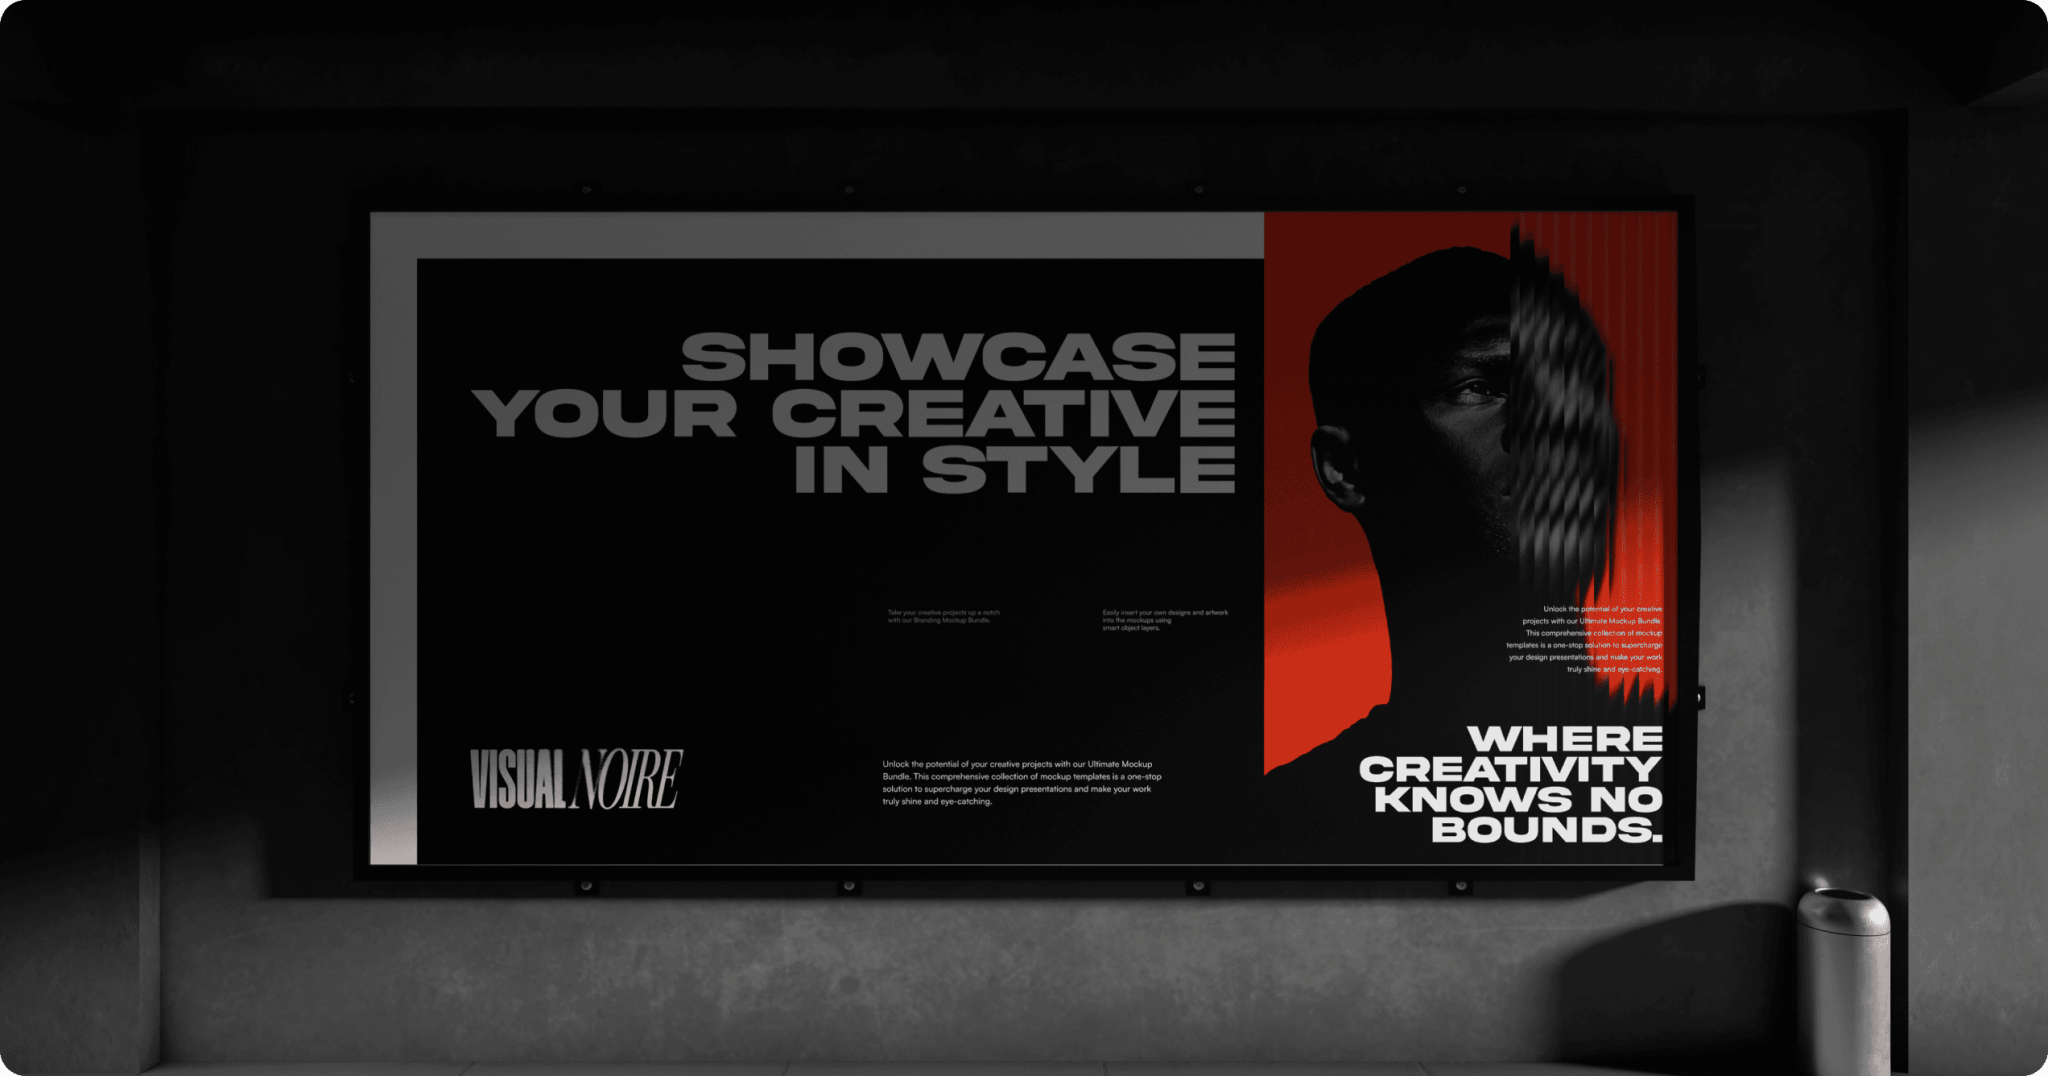 SHOWCASE
YOUR CREATIVE
IN STYLE
Take your creative projects up a notch
with our Branding Mockup Bundle.
Easily insert your own designs and artwork
into the mockups using
smart object layers.
Unlock the potential of your creative
projects with our Ultimate Mockup Bundle.
This comprehensive collection of mockup
templates is a one-stop solution to supercharge
your design presentations and make your work
truly shine and eye-catching.
VISUAL NOIRE
Unlock the potential of your creative projects with our Ultimate Mockup
Bundle. This comprehensive collection of mockup templates is a one-stop
solution to supercharge your design presentations and make your work
truly shine and eye-catching.
WHERE
CREATIVITY
KNOWS NO
BOUNDS.